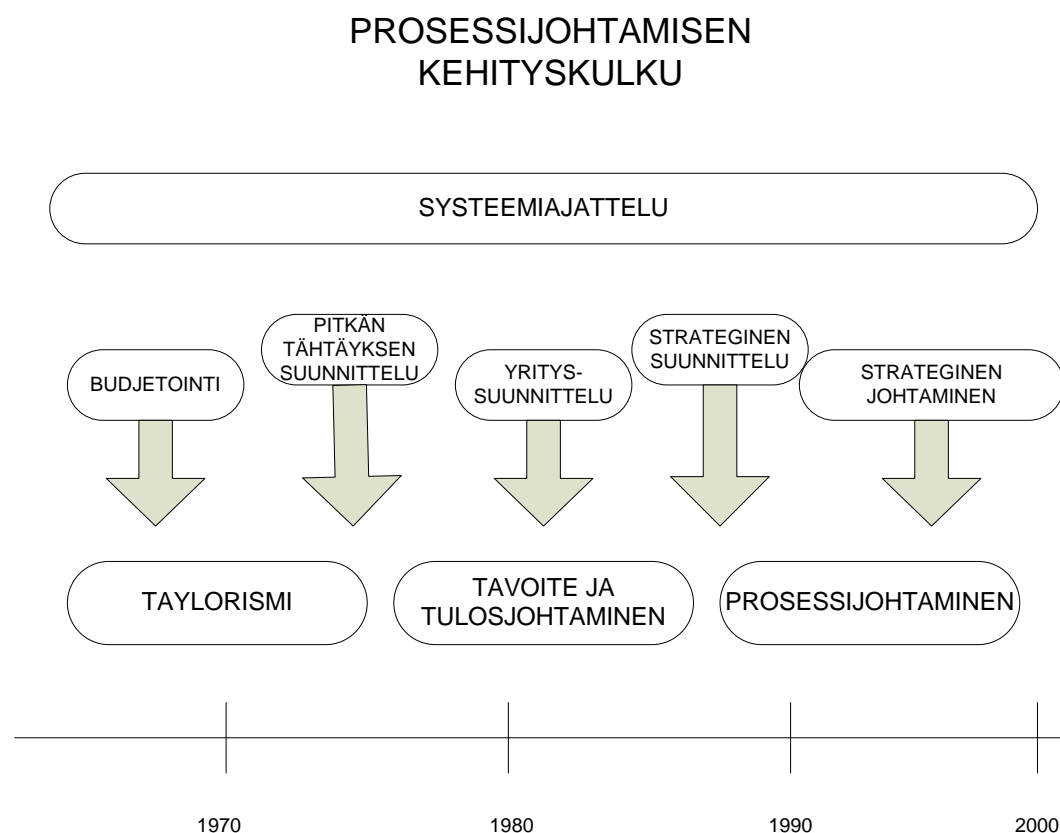 PROSESSIJOHTAMISEN
KEHITYSKULKU
SYSTEEMIAJATTELU
BUDJETOINTI
PITKÄN
TÄHTÄYKSEN
SUUNNITTELU
YRITYS-
SUUNNITTELU
STRATEGINEN
SUUNNITTELU
STRATEGINEN
JOHTAMINEN
TAYLORISMI
TAVOITE JA
TULOSJOHTAMINEN
PROSESSIJOHTAMINEN
1970
1980
1990
2000